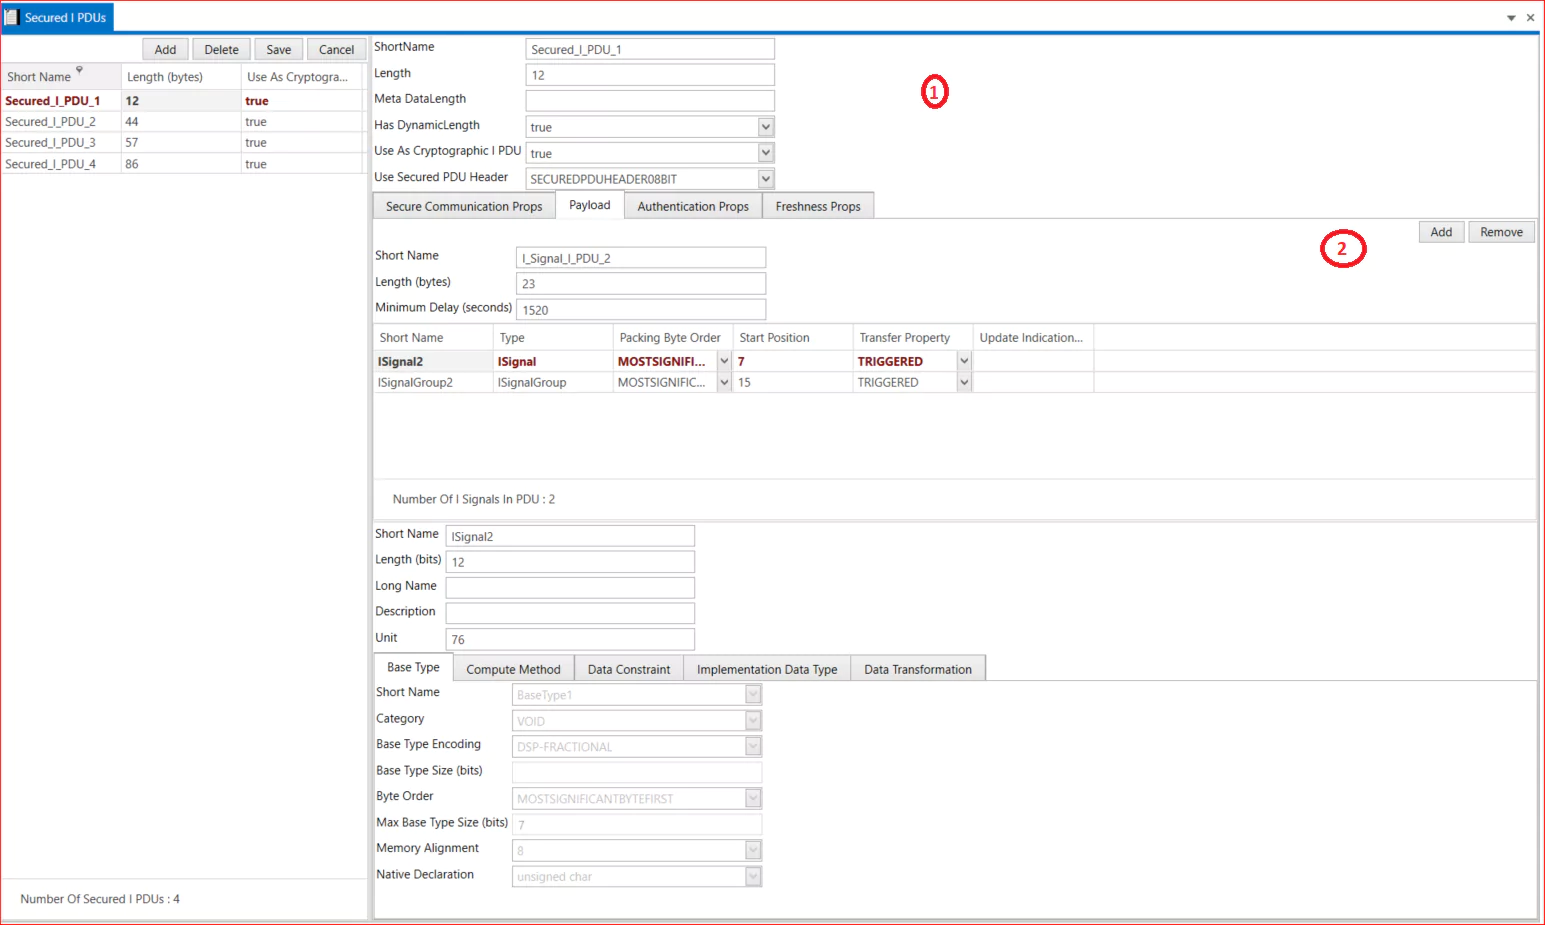 Secured I PDUs
Add Delete Save Cancel
Short Name Length (bytes) Use As Cryptogra...
Secured_I_PDU_1 12 true
Secured_I_PDU_2 44 true
Secured_I_PDU_3 57 true
Secured_I_PDU_4 86 true
Number Of Secured I PDUs : 4
ShortName Secured_I_PDU_1
Length 12
Meta DataLength
Has DynamicLength true
Use As Cryptographic I PDU true
Use Secured PDU Header SECUREDPDUHEADER08BIT
1
Secure Communication Props Payload Authentication Props Freshness Props
Add Remove
2
Short Name I_Signal_I_PDU_2
Length (bytes) 23
Minimum Delay (seconds) 1520
Short Name Type Packing Byte Order Start Position Transfer Property Update Indication...
ISignal2 ISignal MOSTSIGNIFI... 7 TRIGGERED
ISignalGroup2 ISignalGroup MOSTSIGNIFIC... 15 TRIGGERED
Number Of I Signals In PDU : 2
Short Name ISignal2
Length (bits) 12
Long Name
Description
Unit 76
Base Type Compute Method Data Constraint Implementation Data Type Data Transformation
Short Name BaseType1
Category VOID
Base Type Encoding DSP-FRACTIONAL
Base Type Size (bits)
Byte Order MOSTSIGNIFICANTBYTEFIRST
Max Base Type Size (bits) 7
Memory Alignment 8
Native Declaration unsigned char